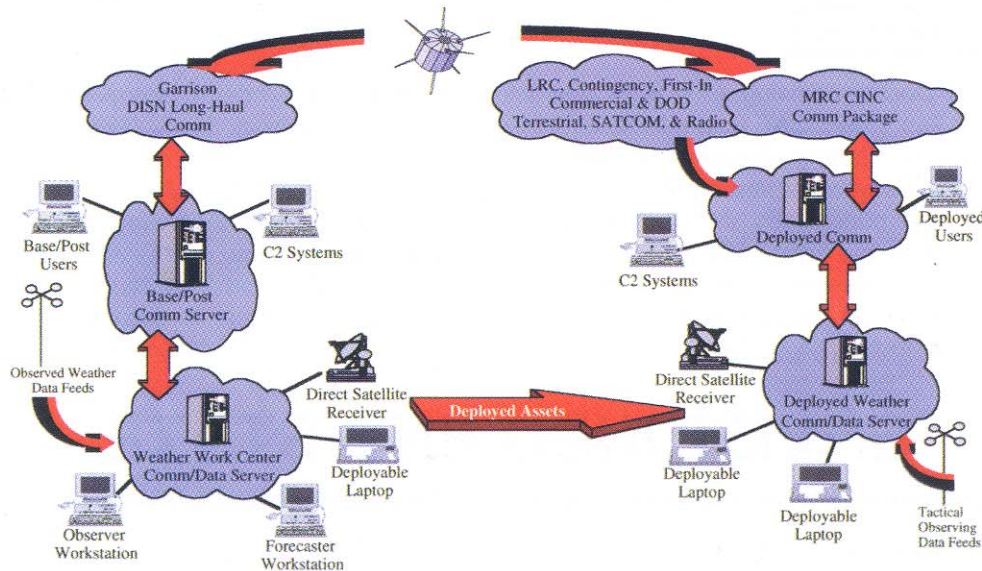 Garrison
DISN Long-Haul
Comm
LRC, Contingency, First-In
Commercial & DOD
Terrestrial, SATCOM, & Radio
MRC CINC
Comm Package
Base/Post
Users
C2 Systems
Base/Post
Comm Server
Deployed Comm
Deployed
Users
C2 Systems
Observed Weather
Data Feeds
Direct Satellite
Receiver
Weather Work Center
Comm/Data Server
Deployable
Laptop
Observer
Workstation
Forecaster
Workstation
Deployed Assets
Direct Satellite
Receiver
Deployed Weather
Comm/Data Server
Deployable
Laptop
Deployable
Laptop
Tactical
Observing
Data Feeds